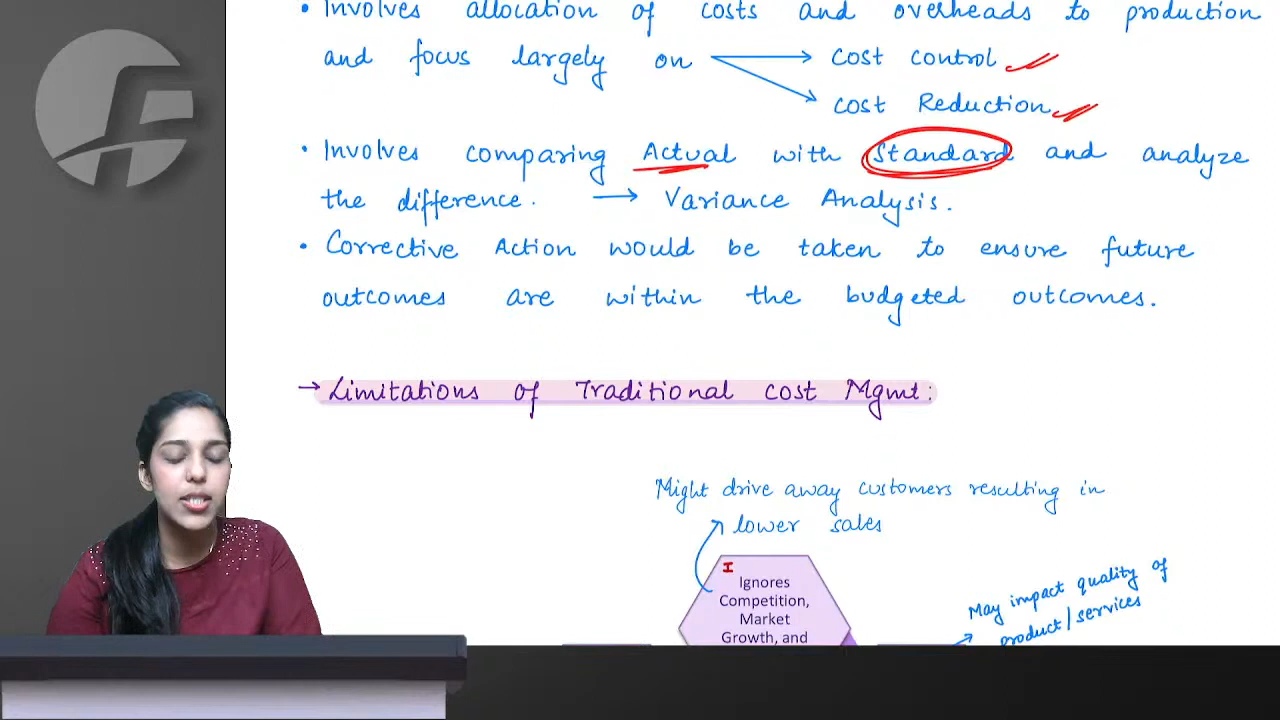 • Involves allocation of costs and overheads to production
and focus largely on → cost control
→ cost Reduction
• Involves comparing Actual with Standard and analyze
the difference. → Variance Analysis.
• Corrective Action would be taken to ensure future
outcomes are within the budgeted outcomes.
→ Limitations of Traditional cost Mgmt:
Might drive away customers resulting in
lower sales
I
Ignores
Competition,
Market
Growth, and
May impact quality of
product/services